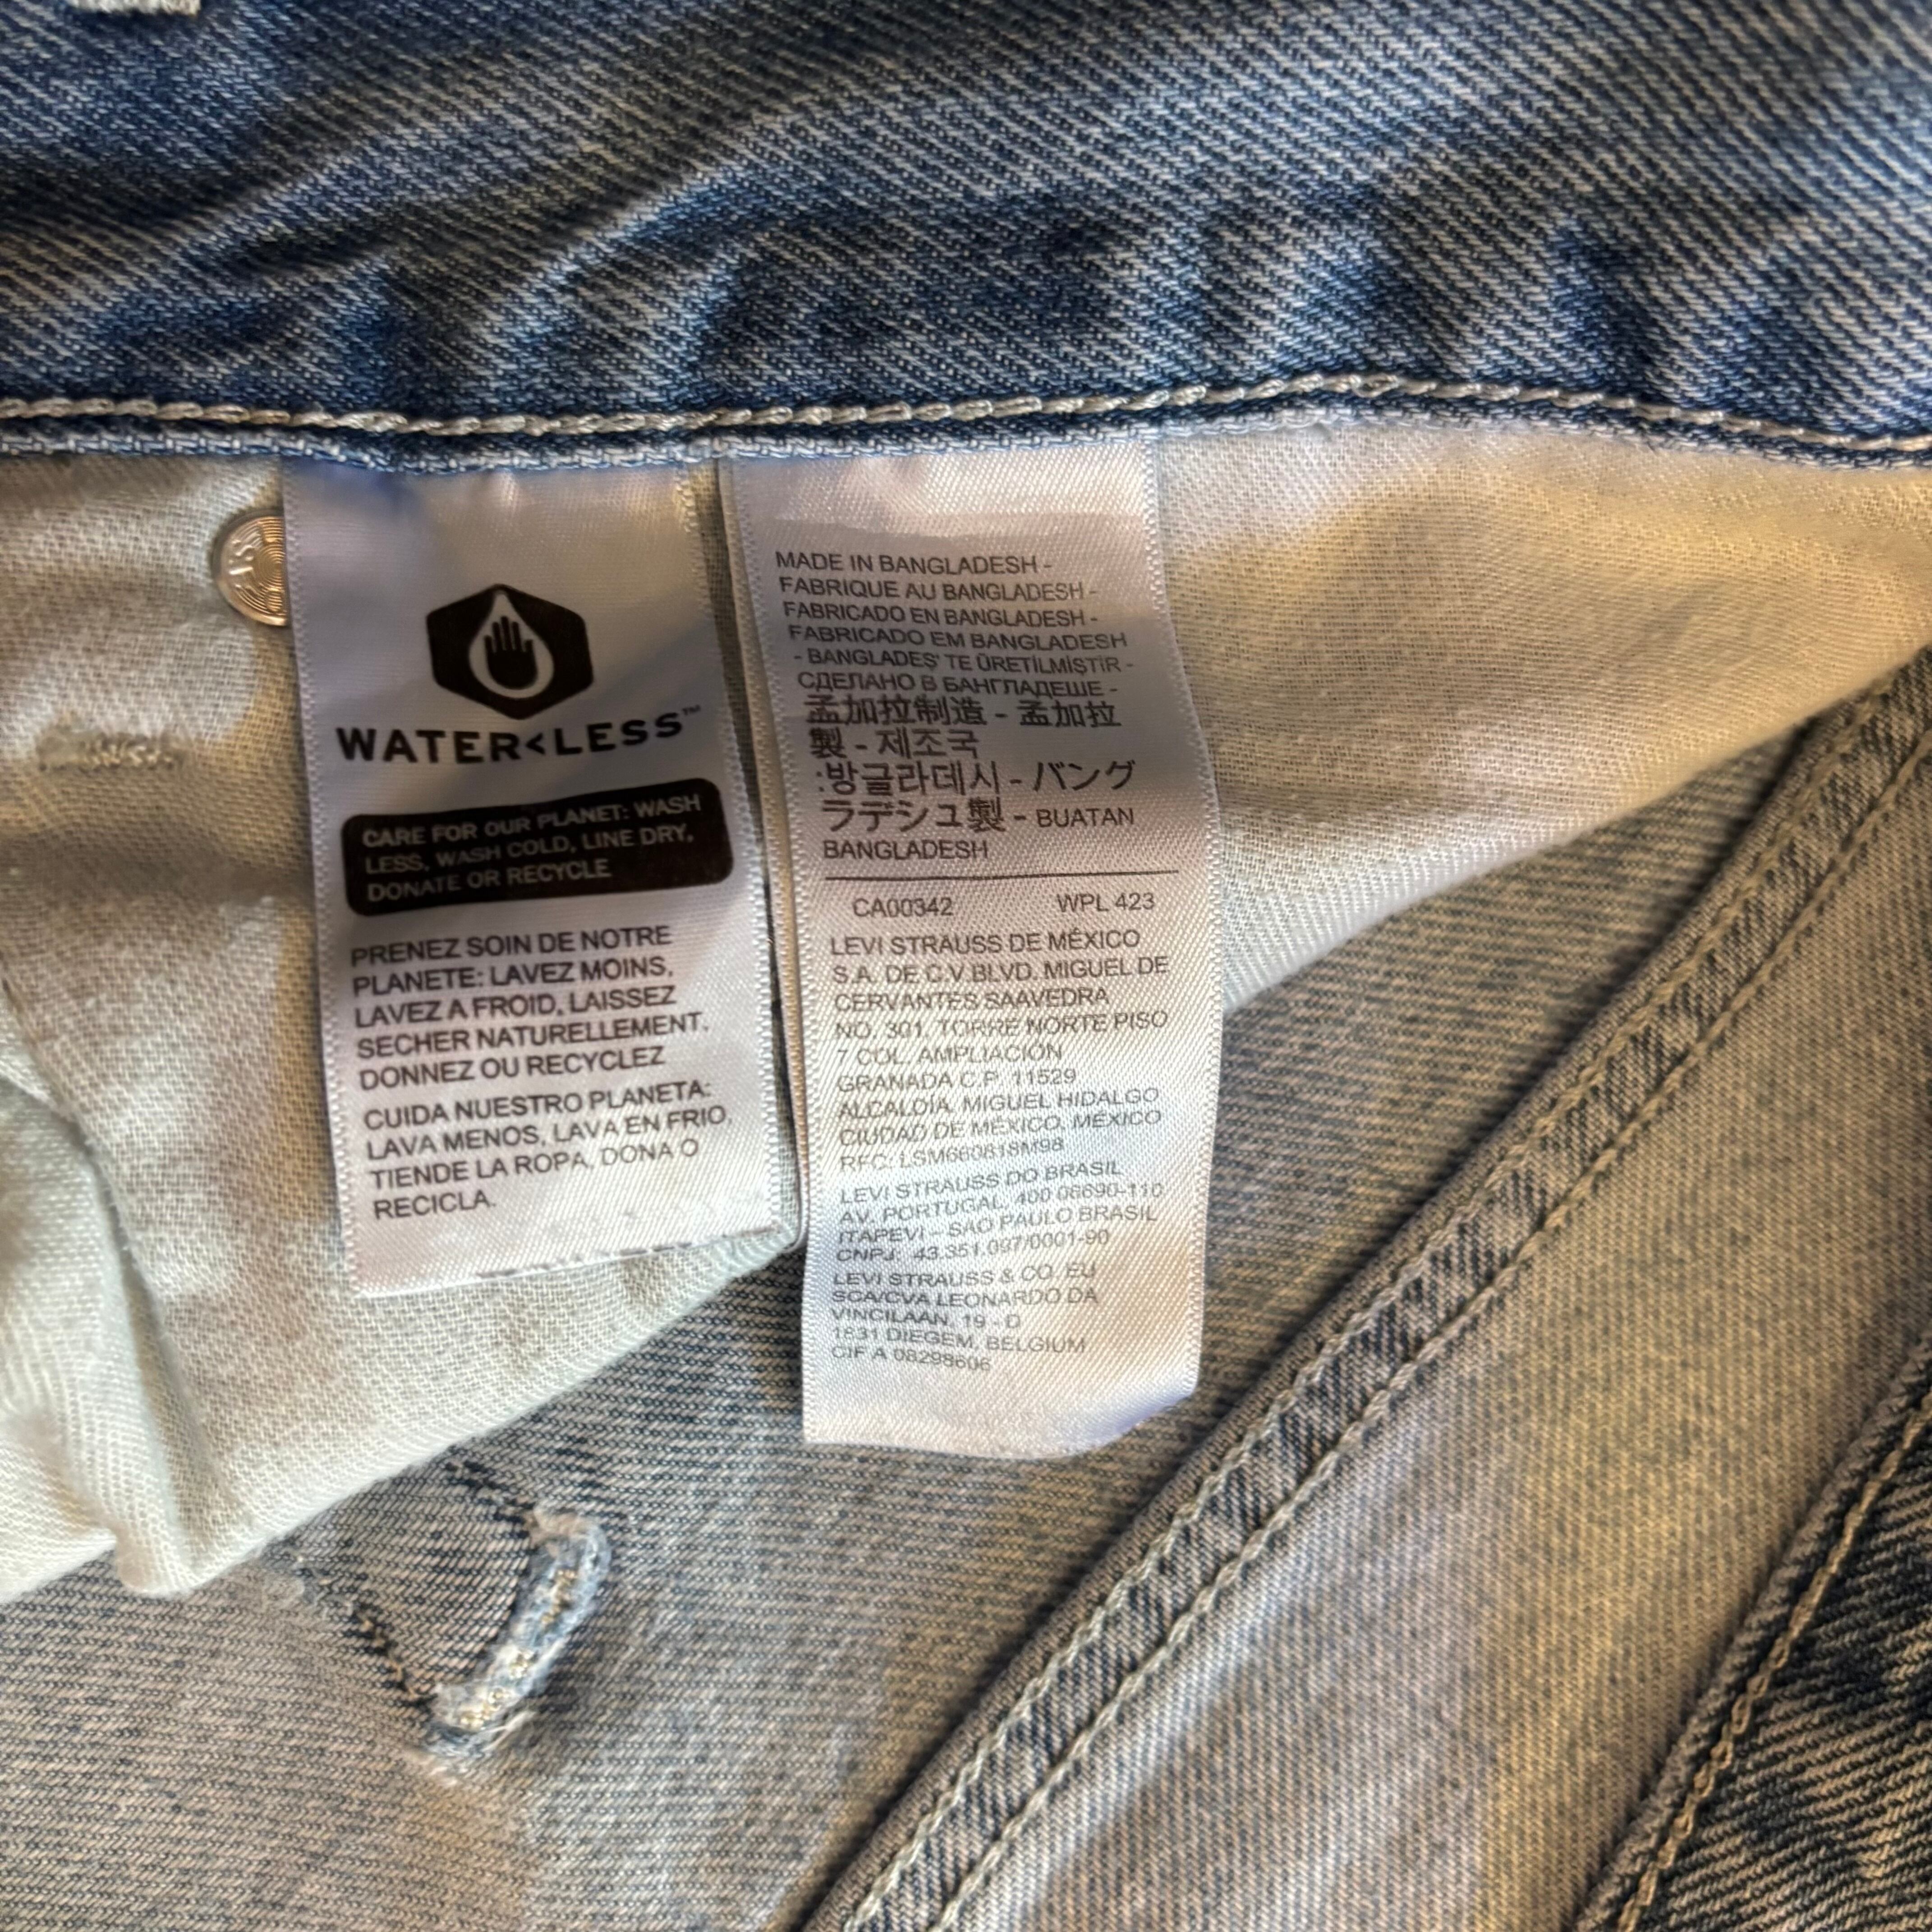 WATER<LESS™
CARE FOR OUR PLANET: WASH
LESS, WASH COLD, LINE DRY,
DONATE OR RECYCLE
PRENEZ SOIN DE NOTRE
PLANETE: LAVEZ MOINS,
LAVEZ A FROID, LAISSEZ
SECHER NATURELLEMENT,
DONNEZ OU RECYCLEZ
CUIDA NUESTRO PLANETA:
LAVA MENOS, LAVA EN FRIO,
TIENDE LA ROPA, DONA O
RECICLA.
MADE IN BANGLADESH -
FABRIQUE AU BANGLADESH -
FABRICADO EN BANGLADESH -
FABRICADO EM BANGLADESH
- BANGLADEŞ' TE ÜRETİLMİŞTİR -
СДЕЛАНО В БАНГЛАДЕШЕ -
孟加拉制造 - 孟加拉
製 - 제조국
:방글라데시 - バング
ラデシュ製 - BUATAN
BANGLADESH
CA00342 WPL 423
LEVI STRAUSS DE MÉXICO
S.A. DE C.V BLVD. MIGUEL DE
CERVANTES SAAVEDRA
NO. 301, TORRE NORTE PISO
7 COL. AMPLIACIÓN
GRANADA C.P. 11529
ALCALDÍA, MIGUEL HIDALGO
CIUDAD DE MÉXICO, MÉXICO
RFC: LSM660818M98
LEVI STRAUSS DO BRASIL
AV. PORTUGAL, 400 06690-110
ITAPEVI - SAO PAULO BRASIL
CNPJ: 43.351.097/0001-90
LEVI STRAUSS & CO. EU
SCA/CVA LEONARDO DA
VINCILAAN, 19 - D
1831 DIEGEM, BELGIUM
CIF A 08298606